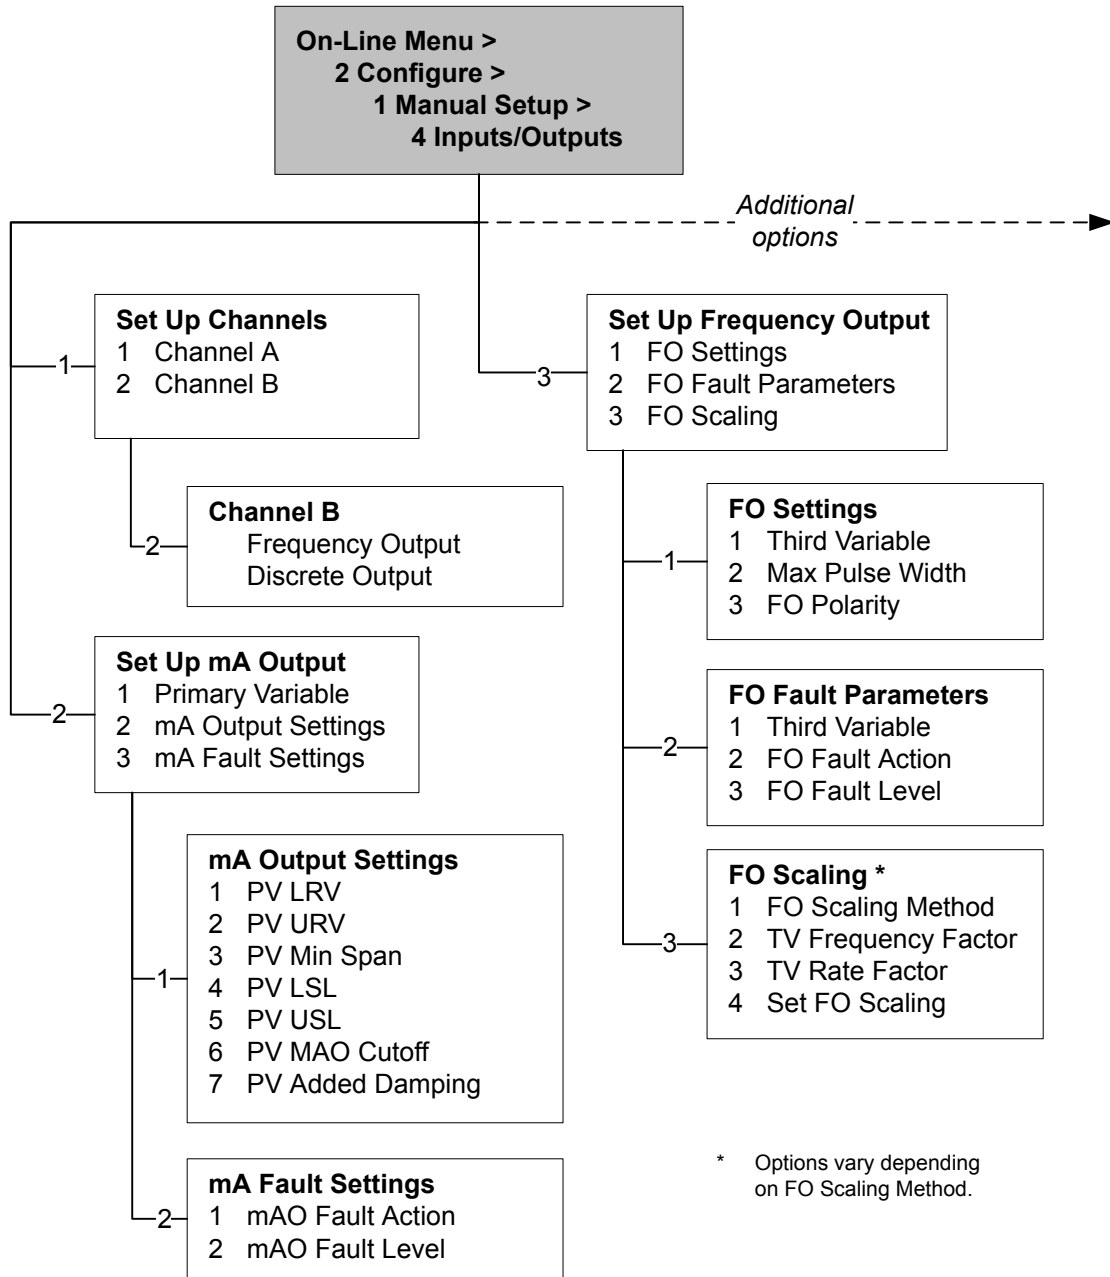 On-Line Menu >
2 Configure >
1 Manual Setup >
4 Inputs/Outputs
Additional
options
Set Up Channels
1 Channel A
2 Channel B
1
Channel B
Frequency Output
Discrete Output
2
Set Up mA Output
1 Primary Variable
2 mA Output Settings
3 mA Fault Settings
2
mA Output Settings
1 PV LRV
2 PV URV
3 PV Min Span
4 PV LSL
5 PV USL
6 PV MAO Cutoff
7 PV Added Damping
1
mA Fault Settings
1 mAO Fault Action
2 mAO Fault Level
2
Set Up Frequency Output
1 FO Settings
2 FO Fault Parameters
3 FO Scaling
3
FO Settings
1 Third Variable
2 Max Pulse Width
3 FO Polarity
1
FO Fault Parameters
1 Third Variable
2 FO Fault Action
3 FO Fault Level
2
FO Scaling *
1 FO Scaling Method
2 TV Frequency Factor
3 TV Rate Factor
4 Set FO Scaling
3
* Options vary depending
on FO Scaling Method.